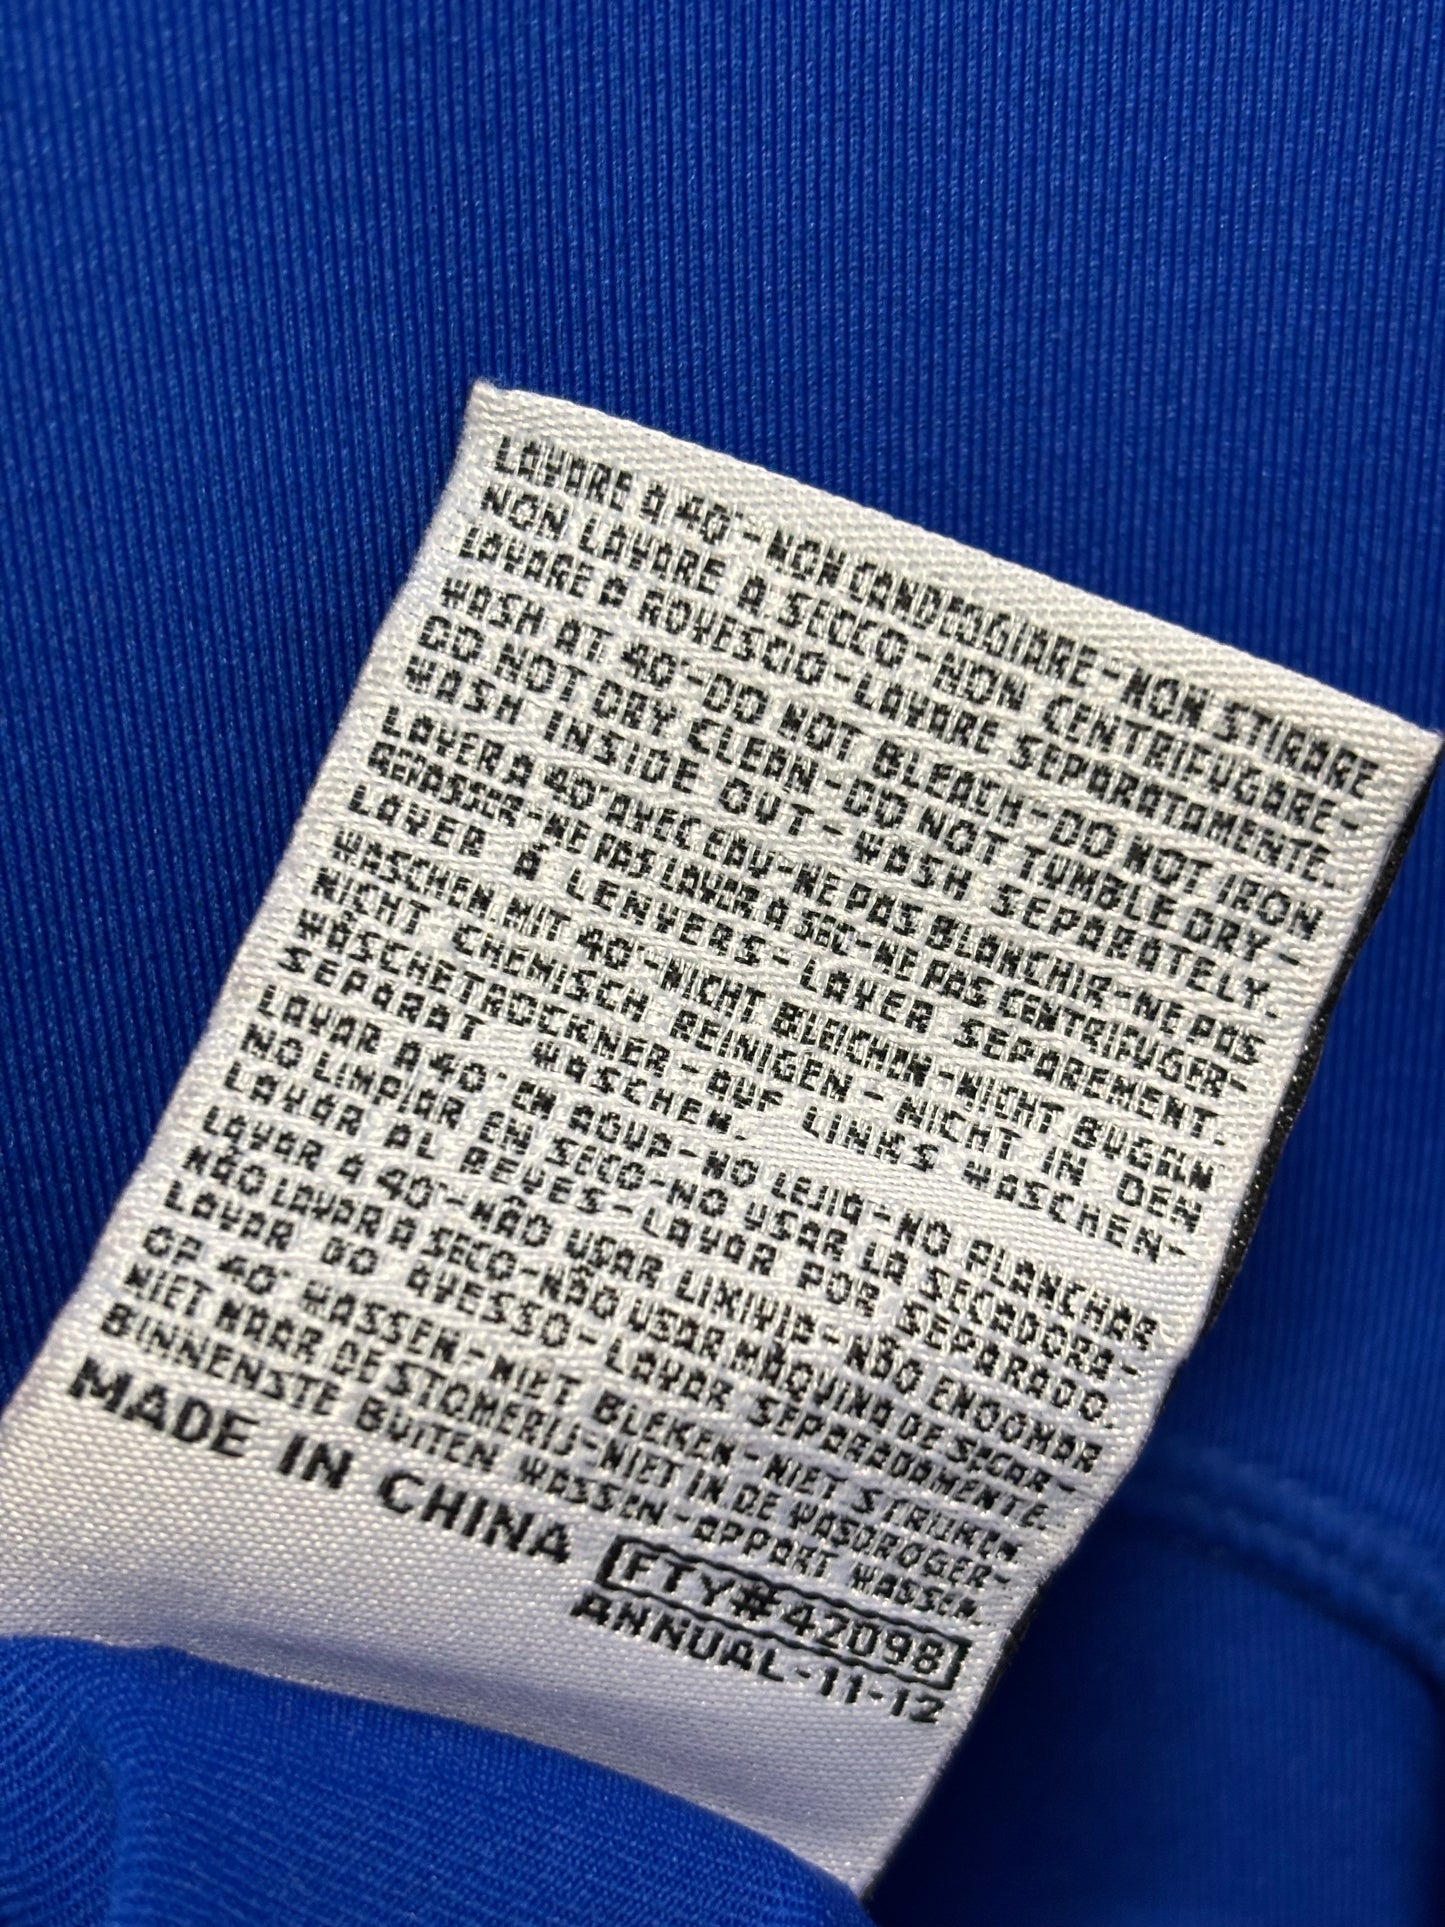 LAVARE A 40°-NON CANDEGGIARE-NON STIRARE
NON LAVARE A SECCO-NON CENTRIFUGARE-
LAVARE A ROVESCIO-LAVARE SEPARATAMENTE.
WASH AT 40°-DO NOT BLEACH-DO NOT IRON
DO NOT DRY CLEAN-DO NOT TUMBLE DRY-
WASH INSIDE OUT-WASH SEPARATELY.
LAVER A 40° AVEC EAU-NE PAS BLANCHIR-NE PAS
REPASSER-NE PAS LAVER A SEC-NE PAS CENTRIFUGER-
LAVER A L'ENVERS-LAVER SEPAREMENT.
WASCHEN MIT 40°-NICHT BLEICHEN-NICHT BUGELN
NICHT CHEMISCH REINIGEN-NICHT IN DEN
WÄSCHETROCKNER-AUF LINKS WASCHEN-
SEPARAT WASCHEN.
LAVAR A 40° EN AGUA-NO LEJIA-NO PLANCHAR
NO LIMPIAR EN SECO-NO USAR LA SECADORA-
LAVAR AL REVES-LAVAR POR SEPARADO.
LAVAR A 40°-NÃO USAR LIXIVIA-NÃO ENGOMAR
NÃO LAVAR A SECO-NÃO USAR MÁQUINA DE SECAR-
LAVAR DO AVESSO-LAVAR SEPARADAMENTE.
OP 40° WASSEN-NIET BLEKEN-NIET STRIJKEN
NIET NAAR DE STOMERIJ-NIET IN DE WASDROGER-
BINNENSTE BUITEN WASSEN-APPART WASSEN.
MADE IN CHINA
FTY#42098
ANNUAL-11-12